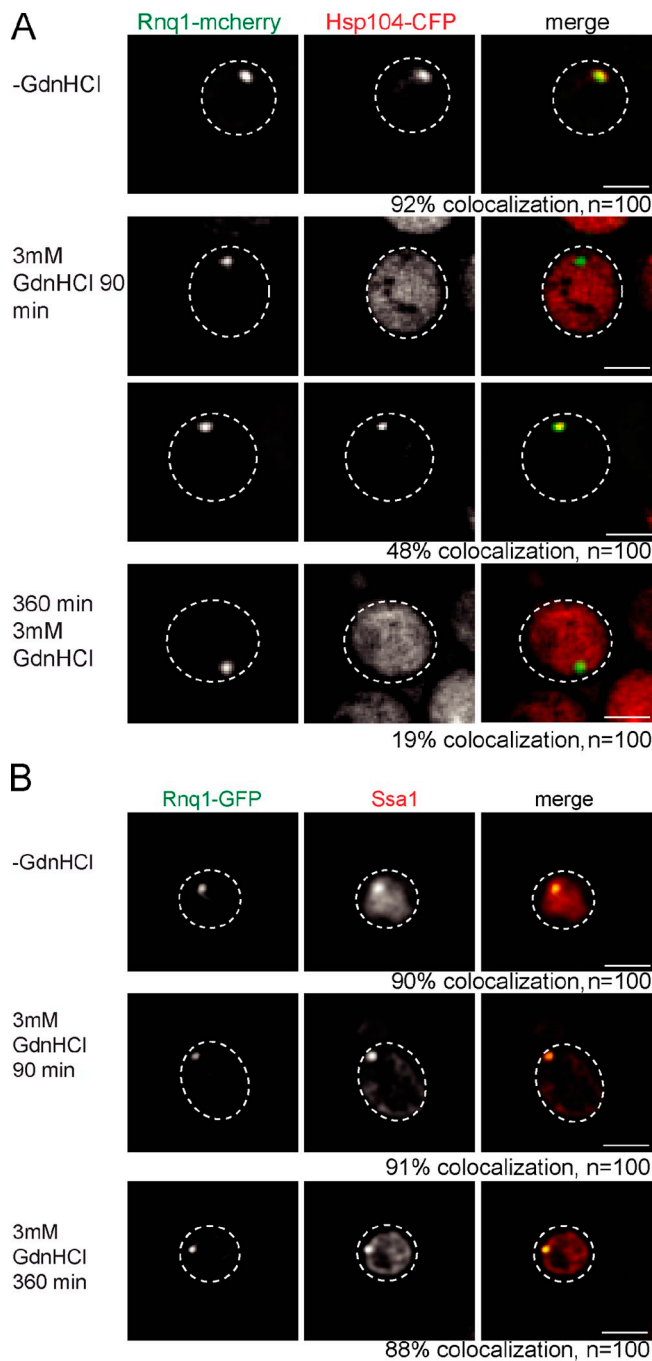 A
Rnq1-mcherry Hsp104-CFP merge
-GdnHCl
92% colocalization, n=100
3mM
GdnHCl 90
min
48% colocalization, n=100
360 min
3mM
GdnHCl
19% colocalization, n=100
B
Rnq1-GFP Ssa1 merge
-GdnHCl
90% colocalization, n=100
3mM
GdnHCl
90 min
91% colocalization, n=100
3mM
GdnHCl
360 min
88% colocalization, n=100